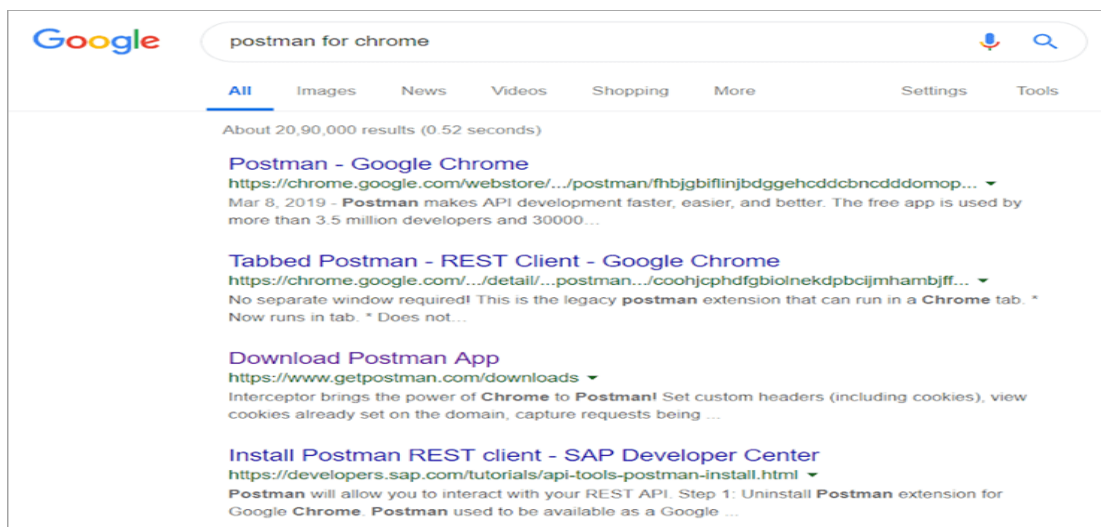 Google postman for chrome
All Images News Videos Shopping More Settings Tools
About 20,90,000 results (0.52 seconds)
Postman - Google Chrome
https://chrome.google.com/webstore/.../postman/fhbjgbiflinjbdggehcddcbncdddomop...
Mar 8, 2019 - Postman makes API development faster, easier, and better. The free app is used by
more than 3.5 million developers and 30000...
Tabbed Postman - REST Client - Google Chrome
https://chrome.google.com/.../detail/...postman.../coohjcphdfgbiolnekdpbcijmhambjff...
No separate window required! This is the legacy postman extension that can run in a Chrome tab. *
Now runs in tab. * Does not...
Download Postman App
https://www.getpostman.com/downloads
Interceptor brings the power of Chrome to Postman! Set custom headers (including cookies), view
cookies already set on the domain, capture requests being ...
Install Postman REST client - SAP Developer Center
https://developers.sap.com/tutorials/api-tools-postman-install.html
Postman will allow you to interact with your REST API. Step 1: Uninstall Postman extension for
Google Chrome. Postman used to be available as a Google ...